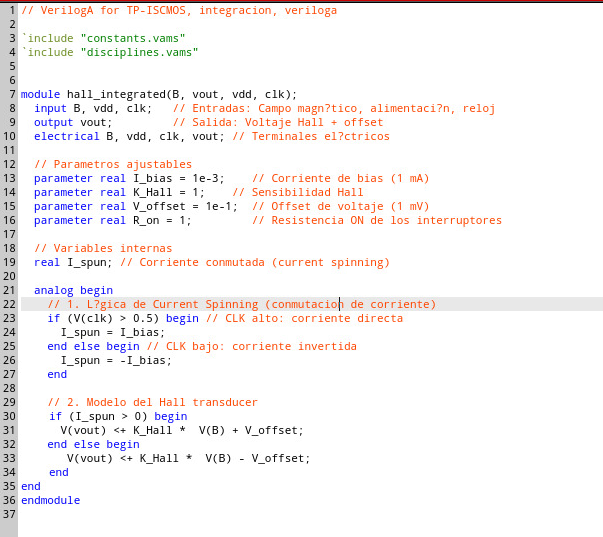 1 // VerilogA for TP-ISCMOS, integracion, veriloga
2
3 `include "constants.vams"
4 `include "disciplines.vams"
5
6
7 module hall_integrated(B, vout, vdd, clk);
8 input B, vdd, clk; // Entradas: Campo magn?tico, alimentaci?n, reloj
9 output vout; // Salida: Voltaje Hall + offset
10 electrical B, vdd, clk, vout; // Terminales el?ctricos
11
12 // Parametros ajustables
13 parameter real I_bias = 1e-3; // Corriente de bias (1 mA)
14 parameter real K_Hall = 1; // Sensibilidad Hall
15 parameter real V_offset = 1e-1; // Offset de voltaje (1 mV)
16 parameter real R_on = 1; // Resistencia ON de los interruptores
17
18 // Variables internas
19 real I_spun; // Corriente conmutada (current spinning)
20
21 analog begin
22 // 1. L?gica de Current Spinning (conmutacion de corriente)
23 if (V(clk) > 0.5) begin // CLK alto: corriente directa
24 I_spun = I_bias;
25 end else begin // CLK bajo: corriente invertida
26 I_spun = -I_bias;
27 end
28
29 // 2. Modelo del Hall transducer
30 if (I_spun > 0) begin
31 V(vout) <+ K_Hall * V(B) + V_offset;
32 end else begin
33 V(vout) <+ K_Hall * V(B) - V_offset;
34 end
35 end
36 endmodule
37